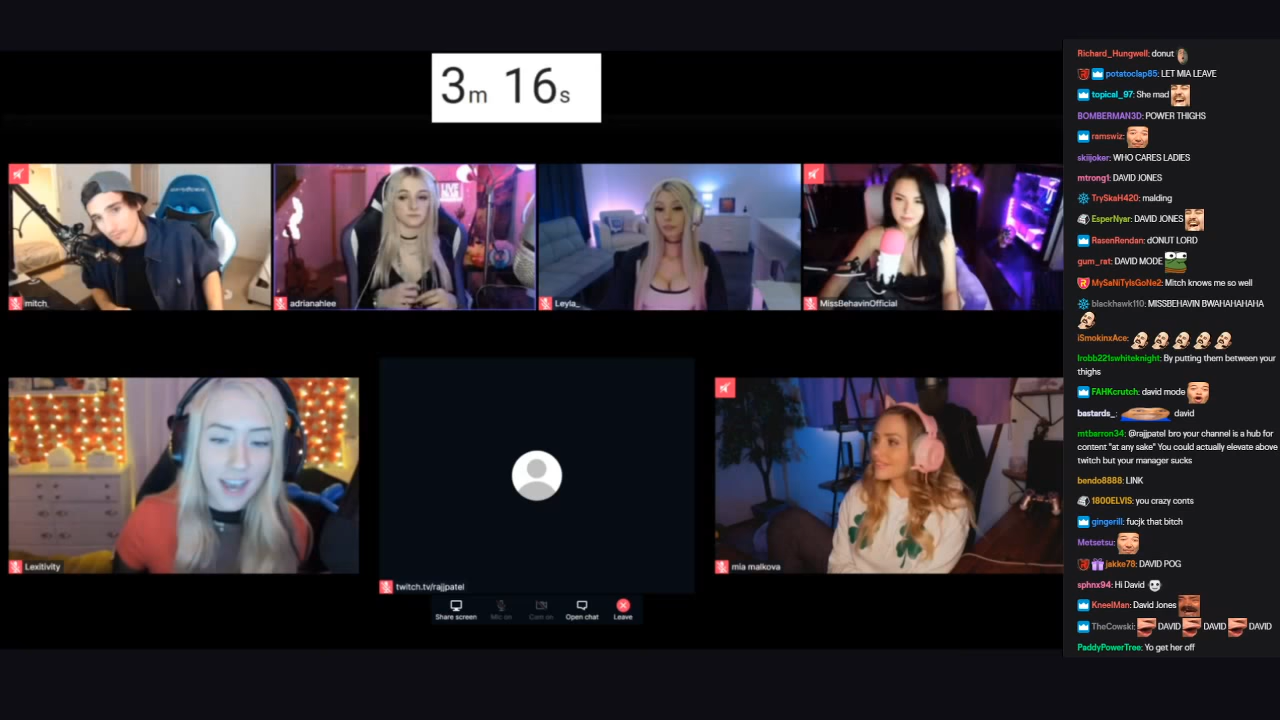 3m 16s
LIVE
mitch_
adrianahlee
Leyla_
MissBehavinOfficial
Lexitivity
twitch.tv/rajjpatel
mia malkova
Share screen
Mic on
Cam on
Open chat
Leave
Richard_Hungwell: donut
potatoclap85: LET MIA LEAVE
topical_97: She mad
BOMBERMAN3D: POWER THIGHS
ramswiz:
skiijoker: WHO CARES LADIES
mtrong1: DAVID JONES
TrySkaH420: malding
EsperNyar: DAVID JONES
RasenRendan: dONUT LORD
gum_rat: DAVID MODE
MySaNiTyIsGoNe2: Mitch knows me so well
blackhawk110: MISSBEHAVIN BWAHAHAHAHA
iSmokinxAce:
lrobb221swhiteknight: By putting them between your
thighs
FAHKcrutch: david mode
bastards_: david
mtbarron34: @rajjpatel bro your channel is a hub for
content "at any sake" You could actually elevate above
twitch but your manager sucks
bendo8888: LINK
1800ELVIS: you crazy conts
gingerill: fucjk that bitch
Metsetsu:
jakke78: DAVID POG
sphnx94: Hi David
KneelMan: David Jones
TheCowski: DAVID DAVID DAVID
PaddyPowerTree: Yo get her off